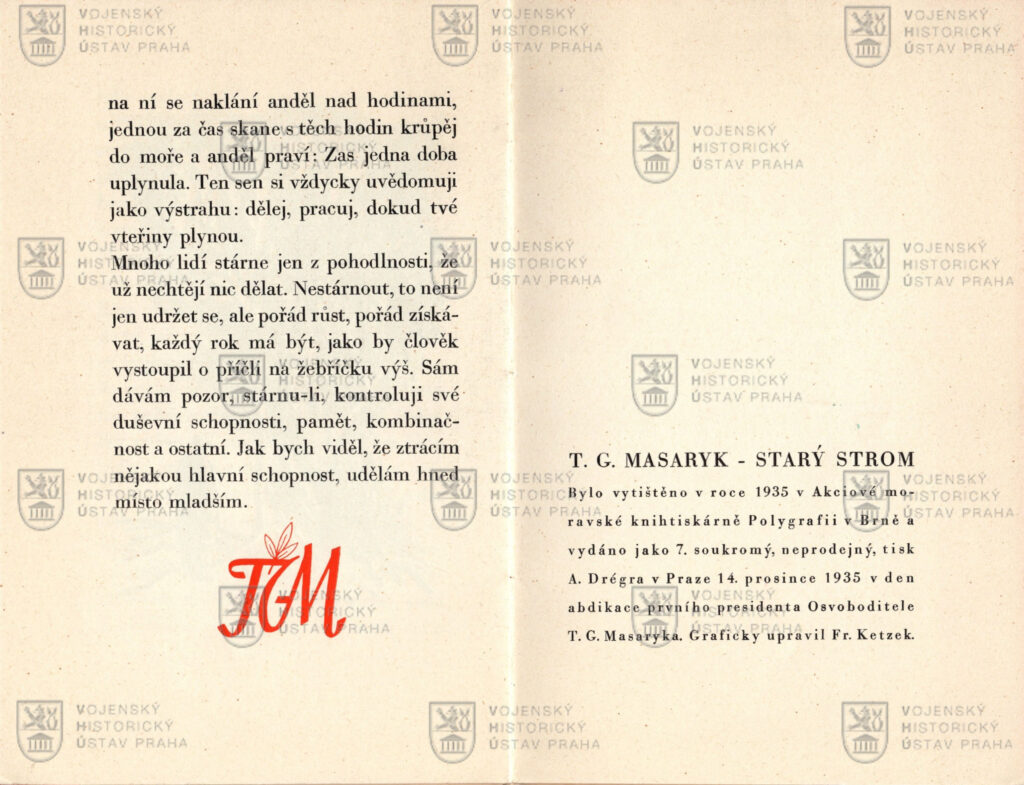 na ní se naklání anděl nad hodinami,
jednou za čas skane s těch hodin krůpěj
do moře a anděl praví: Zas jedna doba
uplynula. Ten sen si vždycky uvědomuji
jako výstrahu: dělej, pracuj, dokud tvé
vteřiny plynou.
Mnoho lidí stárne jen z pohodlnosti, že
už nechtějí nic dělat. Nestárnout, to není
jen udržet se, ale pořád růst, pořád získá-
vat, každý rok má být, jako by člověk
vystoupil o příčli na žebříčku výš. Sám
dávám pozor, stárnu-li, kontroluji své
duševní schopnosti, pamět, kombinač-
nost a ostatní. Jak bych viděl, že ztrácím
nějakou hlavní schopnost, udělám hned
místo mladším.
TGM
T. G. MASARYK - STARÝ STROM
Bylo vytištěno v roce 1935 v Akciové mo-
ravské knihtiskárně Polygrafii v Brně a
vydáno jako 7. soukromý, neprodejný, tisk
A. Drégra v Praze 14. prosince 1935 v den
abdikace prvního presidenta Osvoboditele
T. G. Masaryka. Graficky upravil Fr. Ketzek.
VOJENSKÝ
HISTORICKÝ
ÚSTAV PRAHA